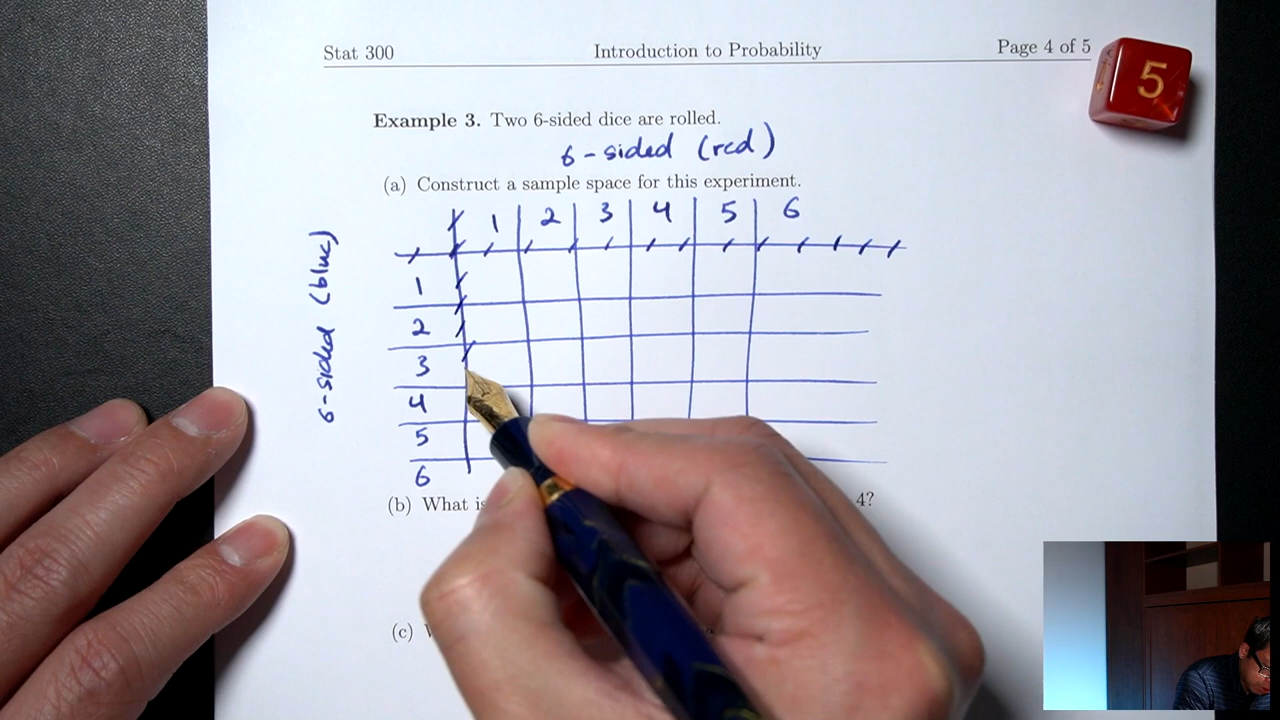 Stat 300 Introduction to Probability Page 4 of 5
5
Example 3. Two 6-sided dice are rolled.
6-sided (red)
(a) Construct a sample space for this experiment.
1 2 3 4 5 6
6-sided (blue)
1
2
3
4
5
6
(b) What is 4?
(c)